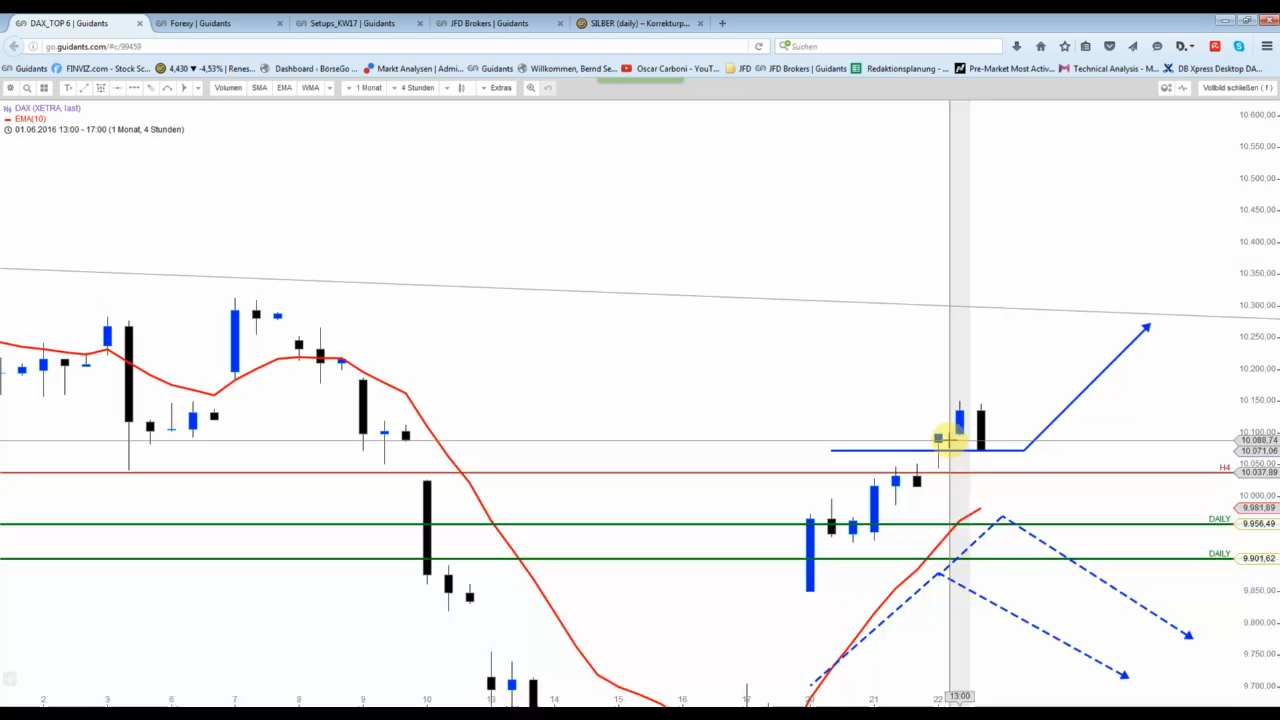 DAX_TOP 6 | Guidants
Forexy | Guidants
Setups_KW17 | Guidants
JFD Brokers | Guidants
SILBER (daily) – Korrekturp...
go.guidants.com/#c/99459
Suchen
Guidants
FINVIZ.com - Stock Sc...
4,430 -4,53% | Renes...
Dashboard - BörseGo ...
Markt Analysen | Admi...
Guidants
Willkommen, Bernd Se...
Oscar Carboni - YouT...
JFD
JFD Brokers | Guidants
Redaktionsplanung - ...
Pre-Market Most Activ...
Technical Analysis - M...
DB Xpress Desktop DA...
Volumen
SMA
EMA
WMA
1 Monat
4 Stunden
Extras
Vollbild schließen ( f )
DAX (XETRA, last)
EMA(10)
01.06.2016 13:00 - 17:00 (1 Monat, 4 Stunden)
10.600,00
10.550,00
10.500,00
10.450,00
10.400,00
10.350,00
10.300,00
10.250,00
10.200,00
10.150,00
10.100,00
10.088,74
10.071,06
10.050,00
H4
10.037,89
10.000,00
9.981,89
DAILY
9.956,49
DAILY
9.901,62
9.850,00
9.800,00
9.750,00
9.700,00
2 3 6 7 8 9 10 13 14 15 16 17 20 21 22
13:00